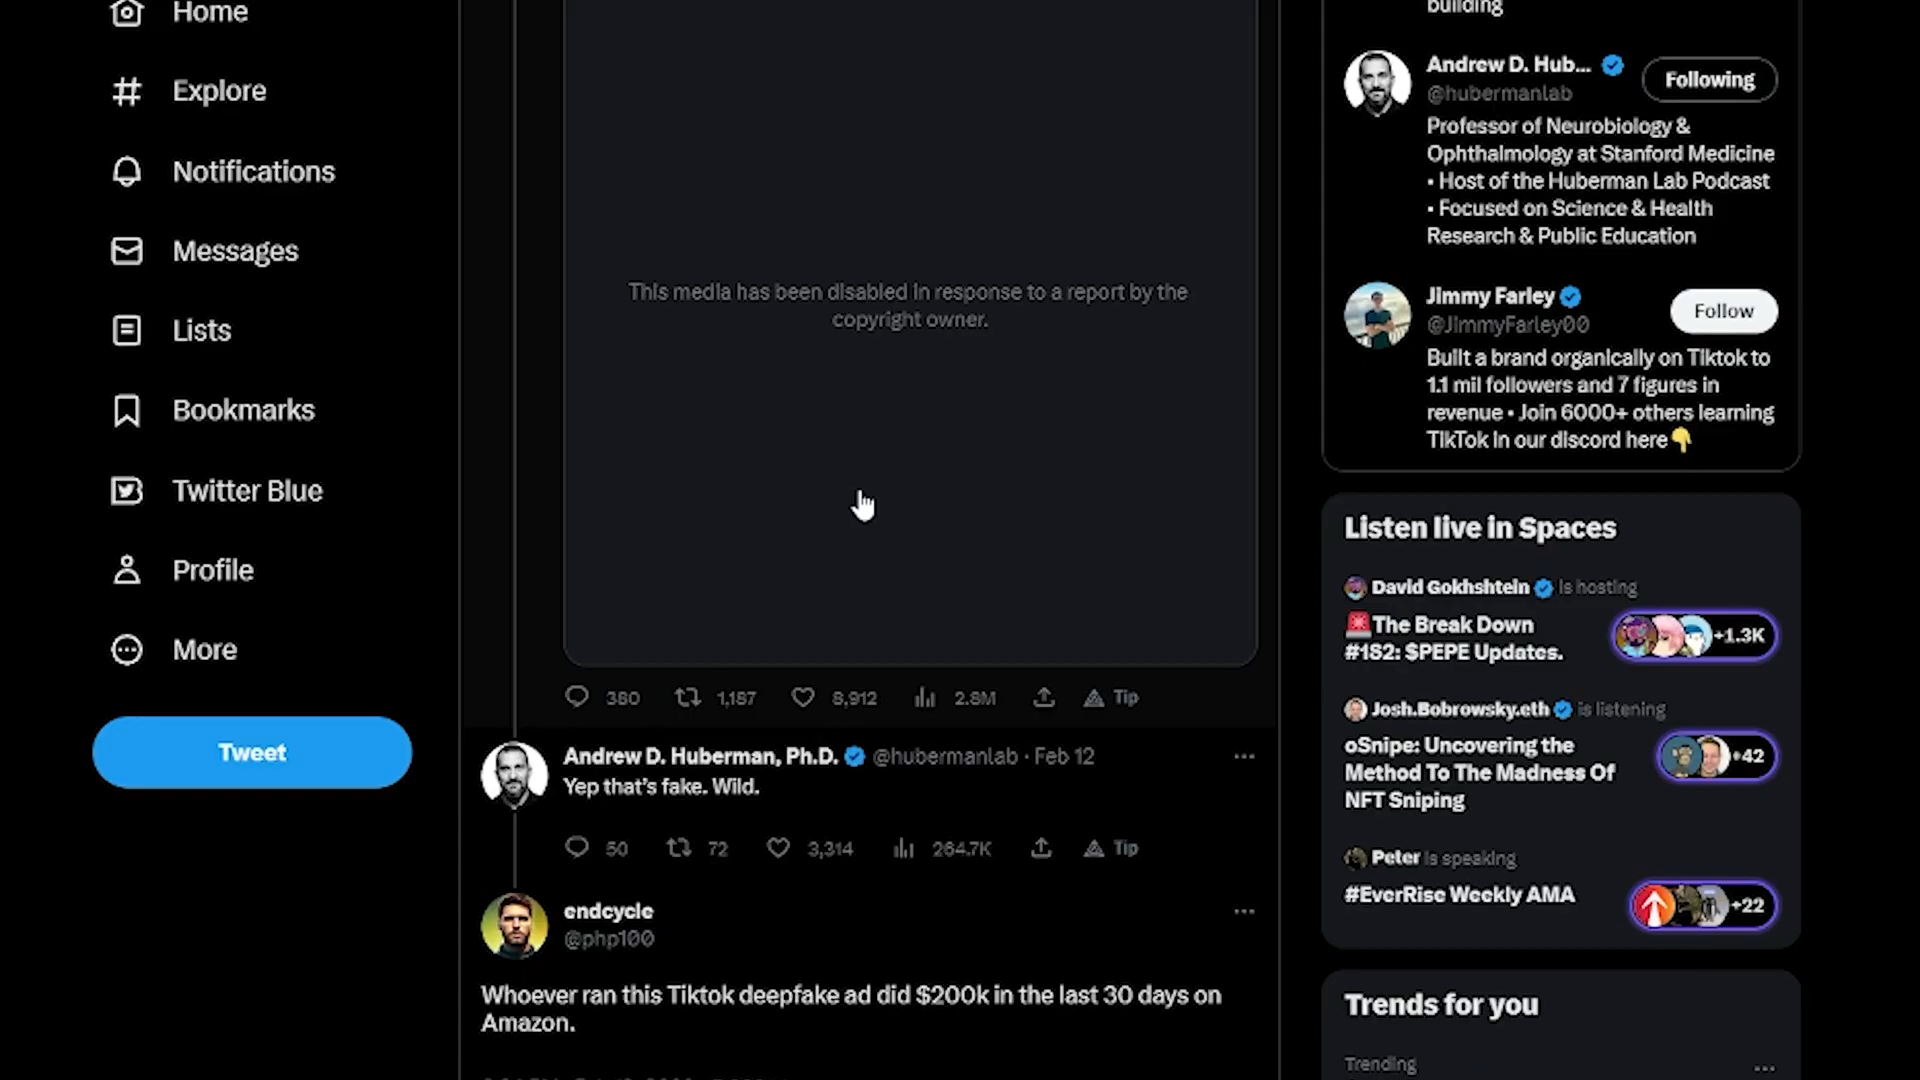 Home
Explore
Notifications
Messages
Lists
Bookmarks
Twitter Blue
Profile
More
Tweet
This media has been disabled in response to a report by the
copyright owner.
380 1,187 8,912 2.8M Tip
Andrew D. Huberman, Ph.D. @hubermanlab · Feb 12
Yep that's fake. Wild.
50 72 3,314 264.7K Tip
endcycle
@php100
Whoever ran this Tiktok deepfake ad did $200k in the last 30 days on
Amazon.
building
Andrew D. Hub...
@hubermanlab
Following
Professor of Neurobiology &
Ophthalmology at Stanford Medicine
• Host of the Huberman Lab Podcast
• Focused on Science & Health
Research & Public Education
Jimmy Farley
@JimmyFarley00
Follow
Built a brand organically on Tiktok to
1.1 mil followers and 7 figures in
revenue • Join 6000+ others learning
TikTok in our discord here👇
Listen live in Spaces
David Gokhshtein is hosting
🚨The Break Down
#182: $PEPE Updates.
+1.3K
Josh.Bobrowsky.eth is listening
oSnipe: Uncovering the
Method To The Madness Of
NFT Sniping
+42
Peter is speaking
#EverRise Weekly AMA
+22
Trends for you
Trending